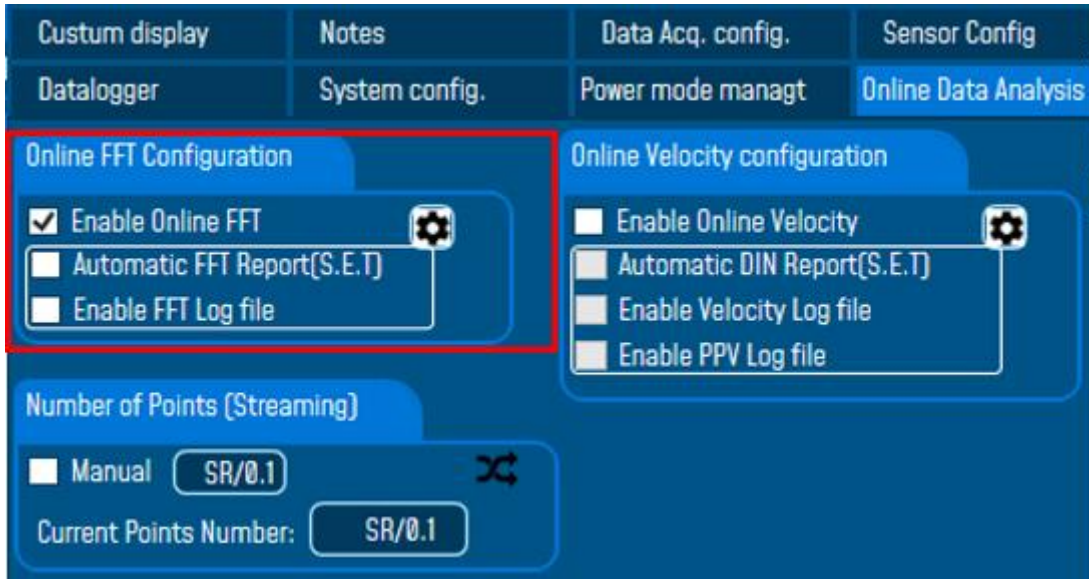 Custum display
Notes
Data Acq. config.
Sensor Config
Datalogger
System config.
Power mode managt
Online Data Analysis
Online FFT Configuration
Enable Online FFT
Automatic FFT Report(S.E.T)
Enable FFT Log file
Online Velocity configuration
Enable Online Velocity
Automatic DIN Report(S.E.T)
Enable Velocity Log file
Enable PPV Log file
Number of Points (Streaming)
Manual SR/0.1
Current Points Number: SR/0.1